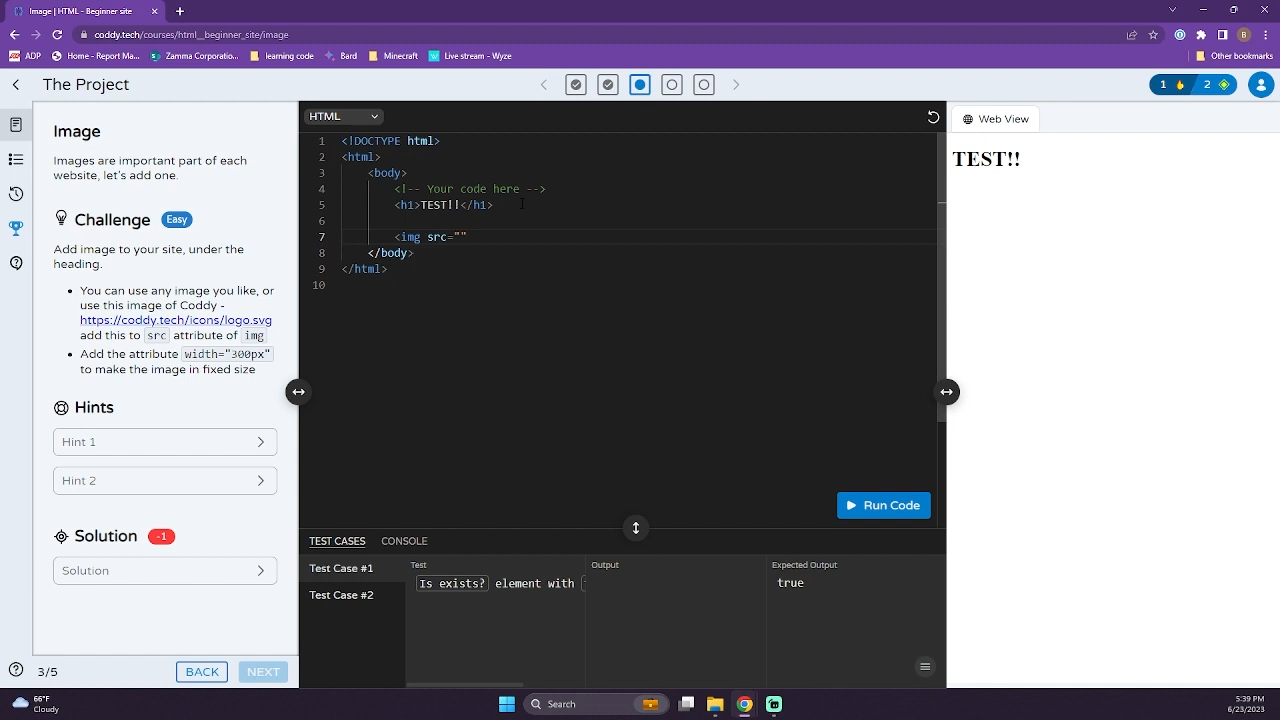 Image | HTML - Beginner site
coddy.tech/courses/html__beginner_site/image
ADP
Home - Report Ma...
Zamma Corporatio...
learning code
Bard
Minecraft
Live stream - Wyze
Other bookmarks
The Project
1
2
B
Image
Images are important part of each
website, let's add one.
Challenge Easy
Add image to your site, under the
heading.
You can use any image you like, or
use this image of Coddy -
https://coddy.tech/icons/logo.svg
add this to src attribute of img
Add the attribute width="300px"
to make the image in fixed size
Hints
Hint 1
Hint 2
Solution -1
Solution
3/5
BACK
NEXT
HTML
1 <!DOCTYPE html>
2 <html>
3 <body>
4 <!-- Your code here -->
5 <h1>TEST!!</h1>
6
7 <img src=""
8 </body>
9 </html>
10
Run Code
TEST CASES CONSOLE
Test Case #1
Test Case #2
Test
Is exists? element with
Output
Expected Output
true
Web View
TEST!!
66°F
Cloudy
Search
5:39 PM
6/23/2023